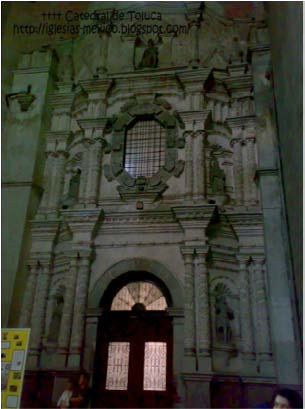 †††† Catedral de Toluca
http://iglesias-mexico.blogspot.com/